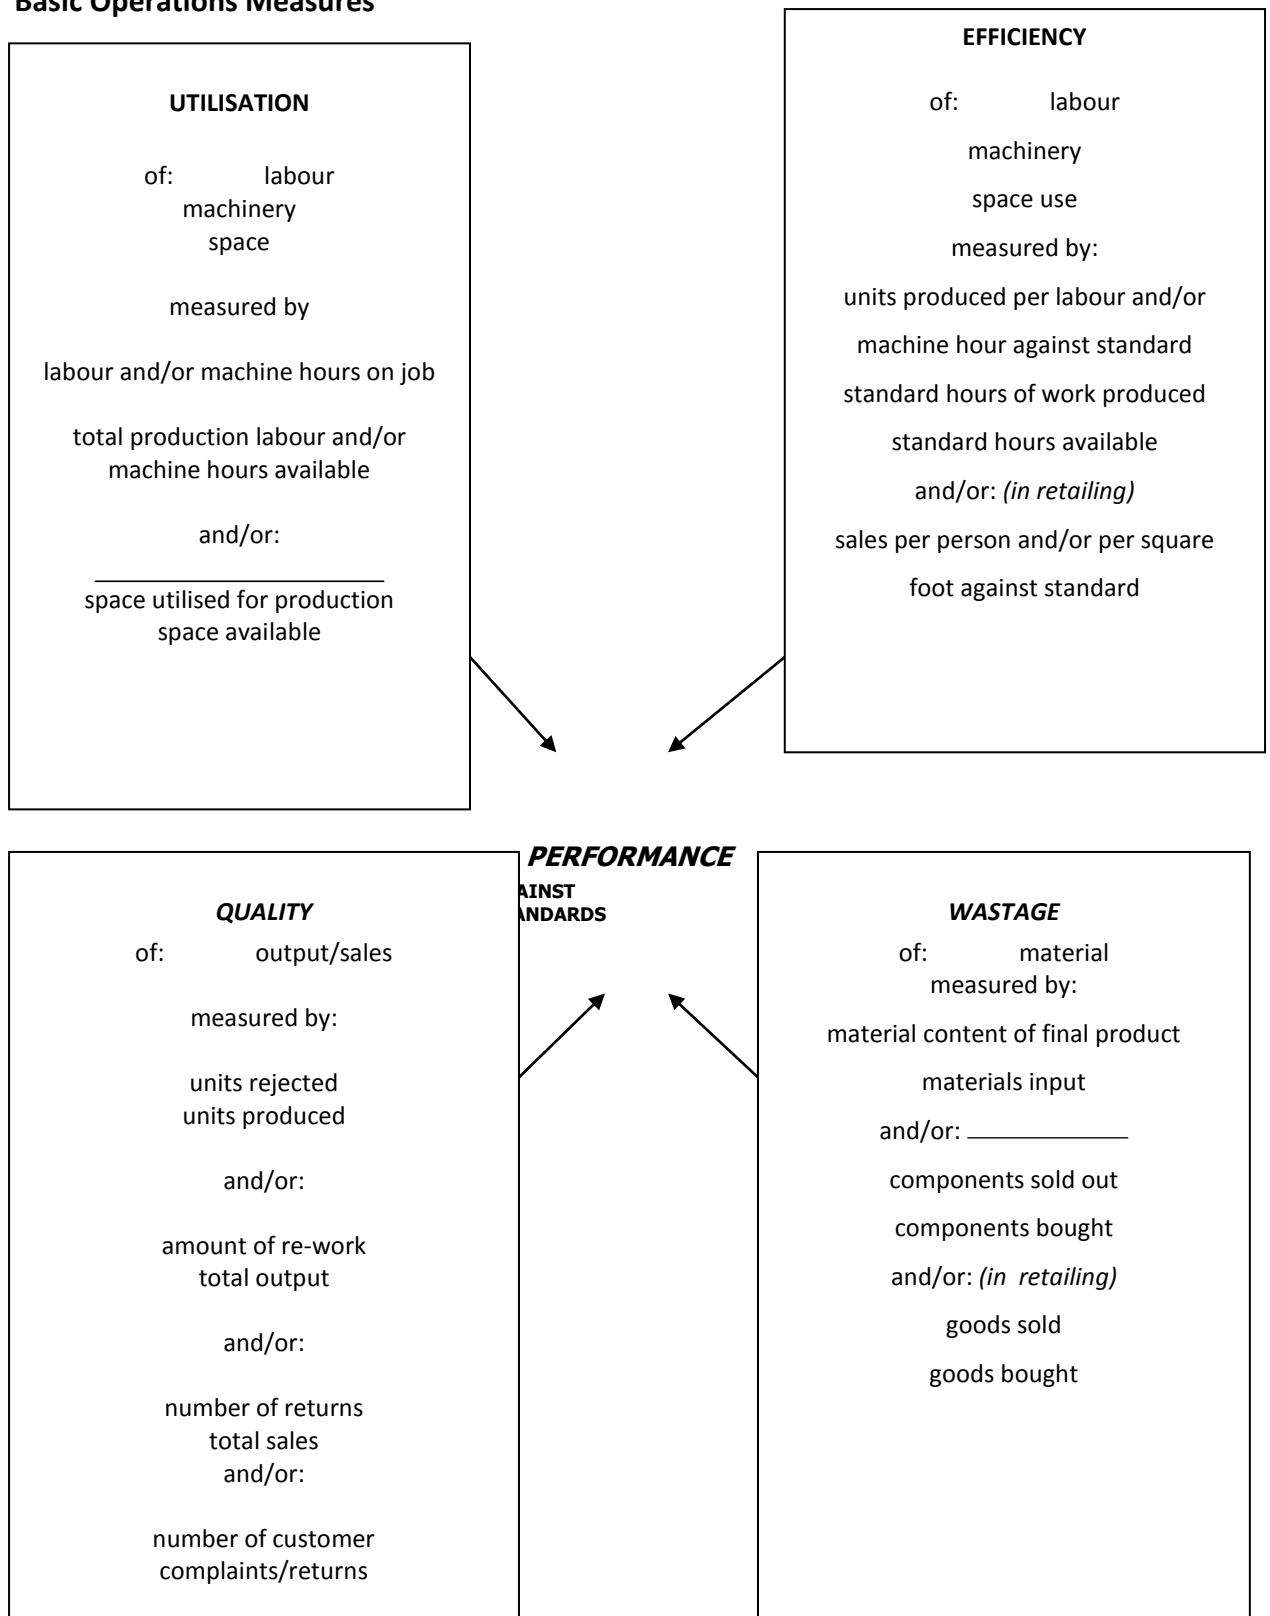 Basic Operations Measures
UTILISATION
of: labour
machinery
space
measured by
labour and/or machine hours on job
total production labour and/or
machine hours available
and/or:
space utilised for production
space available
EFFICIENCY
of: labour
machinery
space use
measured by:
units produced per labour and/or
machine hour against standard
standard hours of work produced
standard hours available
and/or: (in retailing)
sales per person and/or per square
foot against standard
PERFORMANCE
AINST
ANDARDS
QUALITY
of: output/sales
measured by:
units rejected
units produced
and/or:
amount of re-work
total output
and/or:
number of returns
total sales
and/or:
number of customer
complaints/returns
WASTAGE
of: material
measured by:
material content of final product
materials input
and/or:
components sold out
components bought
and/or: (in retailing)
goods sold
goods bought